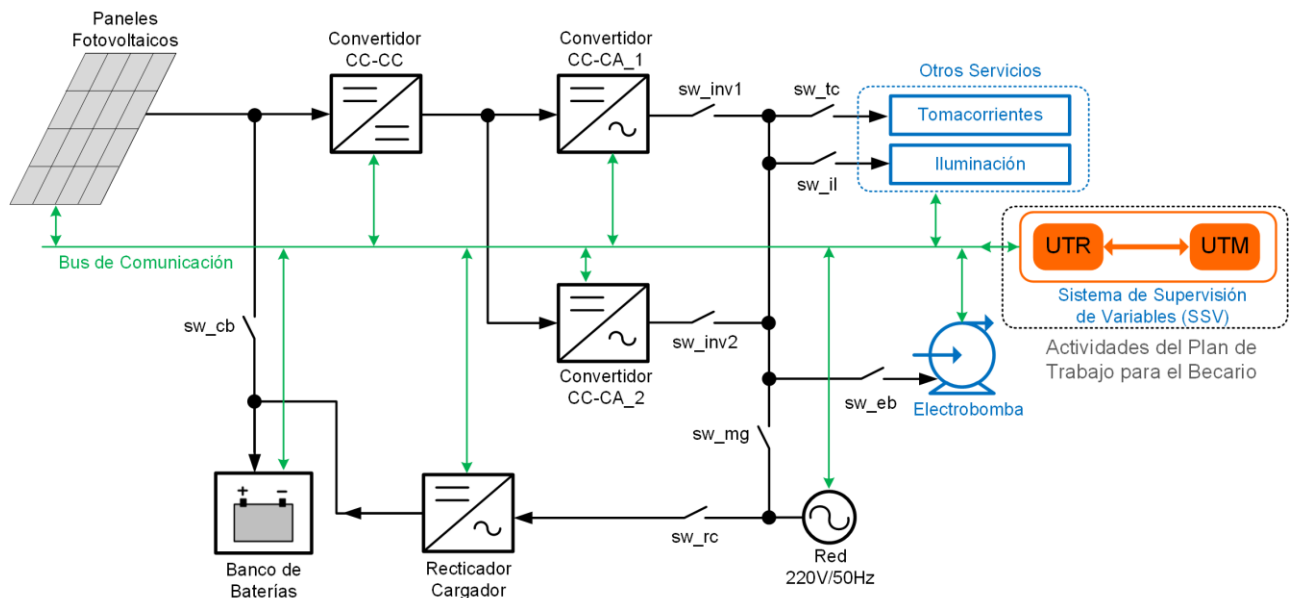 Paneles
Fotovoltaicos
Convertidor
CC-CC
Convertidor
CC-CA_1
sw_inv1
sw_tc
Otros Servicios
Tomacorrientes
Iluminación
sw_il
Bus de Comunicación
UTR
UTM
Sistema de Supervisión
de Variables (SSV)
Actividades del Plan de
Trabajo para el Becario
sw_cb
sw_inv2
Convertidor
CC-CA_2
sw_eb
Electrobomba
sw_mg
+
−
sw_rc
Banco de
Baterías
Recticador
Cargador
Red
220V/50Hz